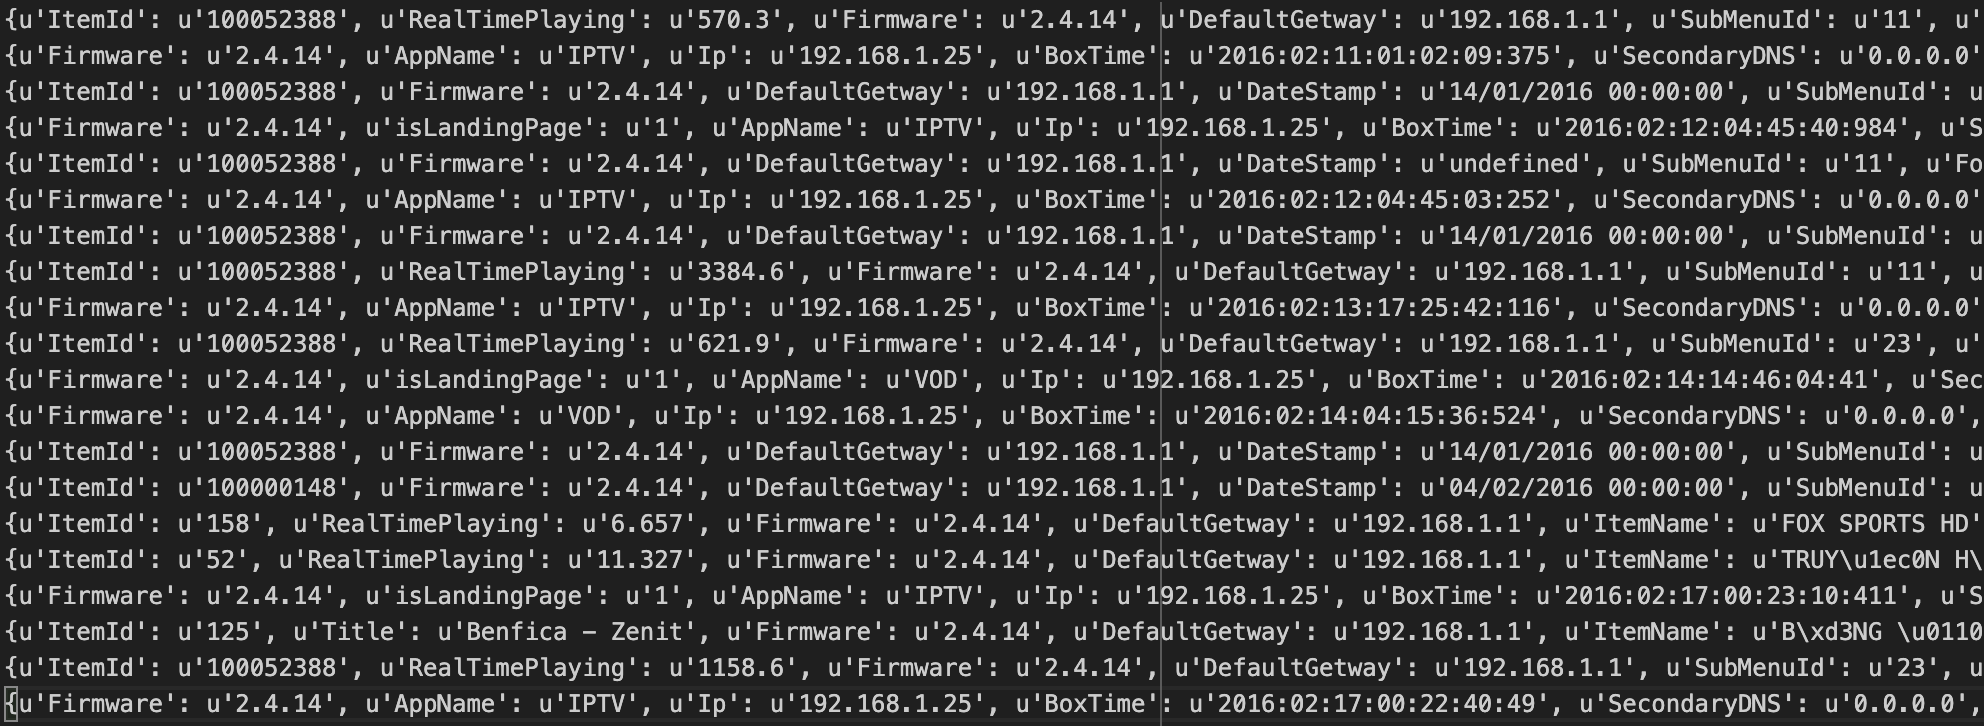 {u'ItemId': u'100052388', u'RealTimePlaying': u'570.3', u'Firmware': u'2.4.14', u'DefaultGetway': u'192.168.1.1', u'SubMenuId': u'11', u'
{u'Firmware': u'2.4.14', u'AppName': u'IPTV', u'Ip': u'192.168.1.25', u'BoxTime': u'2016:02:11:01:02:09:375', u'SecondaryDNS': u'0.0.0.0'
{u'ItemId': u'100052388', u'Firmware': u'2.4.14', u'DefaultGetway': u'192.168.1.1', u'DateStamp': u'14/01/2016 00:00:00', u'SubMenuId': u
{u'Firmware': u'2.4.14', u'isLandingPage': u'1', u'AppName': u'IPTV', u'Ip': u'192.168.1.25', u'BoxTime': u'2016:02:12:04:45:40:984', u'S
{u'ItemId': u'100052388', u'Firmware': u'2.4.14', u'DefaultGetway': u'192.168.1.1', u'DateStamp': u'undefined', u'SubMenuId': u'11', u'Fo
{u'Firmware': u'2.4.14', u'AppName': u'IPTV', u'Ip': u'192.168.1.25', u'BoxTime': u'2016:02:12:04:45:03:252', u'SecondaryDNS': u'0.0.0.0'
{u'ItemId': u'100052388', u'Firmware': u'2.4.14', u'DefaultGetway': u'192.168.1.1', u'DateStamp': u'14/01/2016 00:00:00', u'SubMenuId': u
{u'ItemId': u'100052388', u'RealTimePlaying': u'3384.6', u'Firmware': u'2.4.14', u'DefaultGetway': u'192.168.1.1', u'SubMenuId': u'11', u
{u'Firmware': u'2.4.14', u'AppName': u'IPTV', u'Ip': u'192.168.1.25', u'BoxTime': u'2016:02:13:17:25:42:116', u'SecondaryDNS': u'0.0.0.0'
{u'ItemId': u'100052388', u'RealTimePlaying': u'621.9', u'Firmware': u'2.4.14', u'DefaultGetway': u'192.168.1.1', u'SubMenuId': u'23', u'
{u'Firmware': u'2.4.14', u'isLandingPage': u'1', u'AppName': u'VOD', u'Ip': u'192.168.1.25', u'BoxTime': u'2016:02:14:14:46:04:41', u'Sec
{u'Firmware': u'2.4.14', u'AppName': u'VOD', u'Ip': u'192.168.1.25', u'BoxTime': u'2016:02:14:04:15:36:524', u'SecondaryDNS': u'0.0.0.0',
{u'ItemId': u'100052388', u'Firmware': u'2.4.14', u'DefaultGetway': u'192.168.1.1', u'DateStamp': u'14/01/2016 00:00:00', u'SubMenuId': u
{u'ItemId': u'100000148', u'Firmware': u'2.4.14', u'DefaultGetway': u'192.168.1.1', u'DateStamp': u'04/02/2016 00:00:00', u'SubMenuId': u
{u'ItemId': u'158', u'RealTimePlaying': u'6.657', u'Firmware': u'2.4.14', u'DefaultGetway': u'192.168.1.1', u'ItemName': u'FOX SPORTS HD'
{u'ItemId': u'52', u'RealTimePlaying': u'11.327', u'Firmware': u'2.4.14', u'DefaultGetway': u'192.168.1.1', u'ItemName': u'TRUY\u1ec0N H\
{u'Firmware': u'2.4.14', u'isLandingPage': u'1', u'AppName': u'IPTV', u'Ip': u'192.168.1.25', u'BoxTime': u'2016:02:17:00:23:10:411', u'S
{u'ItemId': u'125', u'Title': u'Benfica – Zenit', u'Firmware': u'2.4.14', u'DefaultGetway': u'192.168.1.1', u'ItemName': u'B\xd3NG \u0110
{u'ItemId': u'100052388', u'RealTimePlaying': u'1158.6', u'Firmware': u'2.4.14', u'DefaultGetway': u'192.168.1.1', u'SubMenuId': u'23', u
{u'Firmware': u'2.4.14', u'AppName': u'IPTV', u'Ip': u'192.168.1.25', u'BoxTime': u'2016:02:17:00:22:40:49', u'SecondaryDNS': u'0.0.0.0',